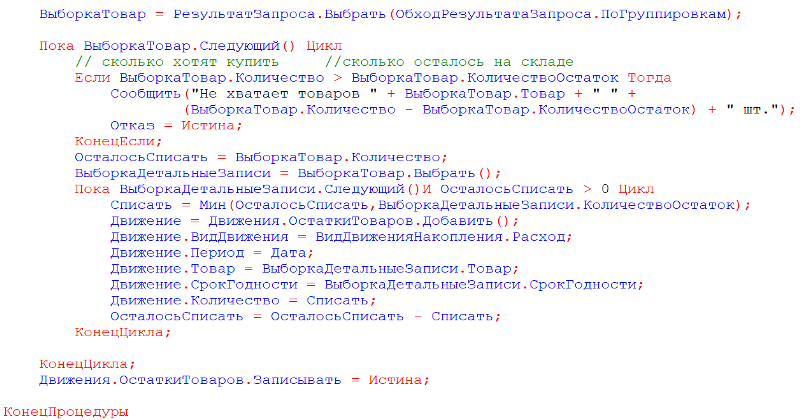 ВыборкаТовар = РезультатЗапроса.Выбрать(ОбходРезультатаЗапроса.ПоГруппировкам);
Пока ВыборкаТовар.Следующий() Цикл
// сколько хотят купить //сколько осталось на складе
Если ВыборкаТовар.Количество > ВыборкаТовар.КоличествоОстаток Тогда
Сообщить("Не хватает товаров " + ВыборкаТовар.Товар + " " +
(ВыборкаТовар.Количество - ВыборкаТовар.КоличествоОстаток) + " шт.");
Отказ = Истина;
КонецЕсли;
ОсталосьСписать = ВыборкаТовар.Количество;
ВыборкаДетальныеЗаписи = ВыборкаТовар.Выбрать();
Пока ВыборкаДетальныеЗаписи.Следующий()И ОсталосьСписать > 0 Цикл
Списать = Мин(ОсталосьСписать,ВыборкаДетальныеЗаписи.КоличествоОстаток);
Движение = Движения.ОстаткиТоваров.Добавить();
Движение.ВидДвижения = ВидДвиженияНакопления.Расход;
Движение.Период = Дата;
Движение.Товар = ВыборкаДетальныеЗаписи.Товар;
Движение.СрокГодности = ВыборкаДетальныеЗаписи.СрокГодности;
Движение.Количество = Списать;
ОсталосьСписать = ОсталосьСписать - Списать;
КонецЦикла;
КонецЦикла;
Движения.ОстаткиТоваров.Записывать = Истина;
КонецПроцедуры